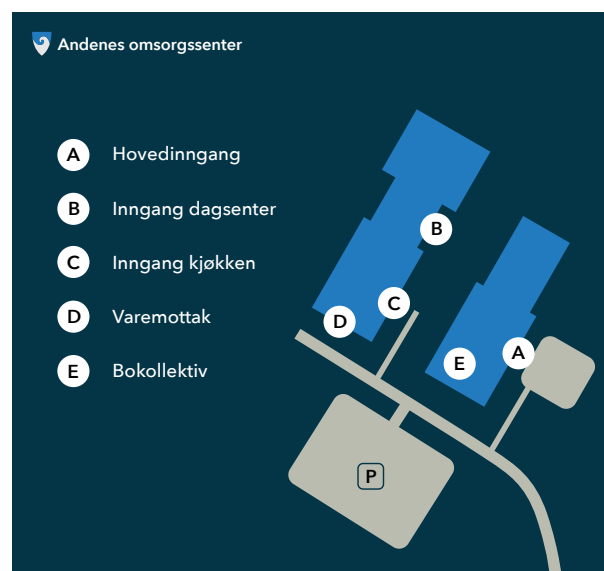 Andenes omsorgssenter
A Hovedinngang
B Inngang dagsenter
C Inngang kjøkken
D Varemottak
E Bokollektiv
B
C
D
A
E
P